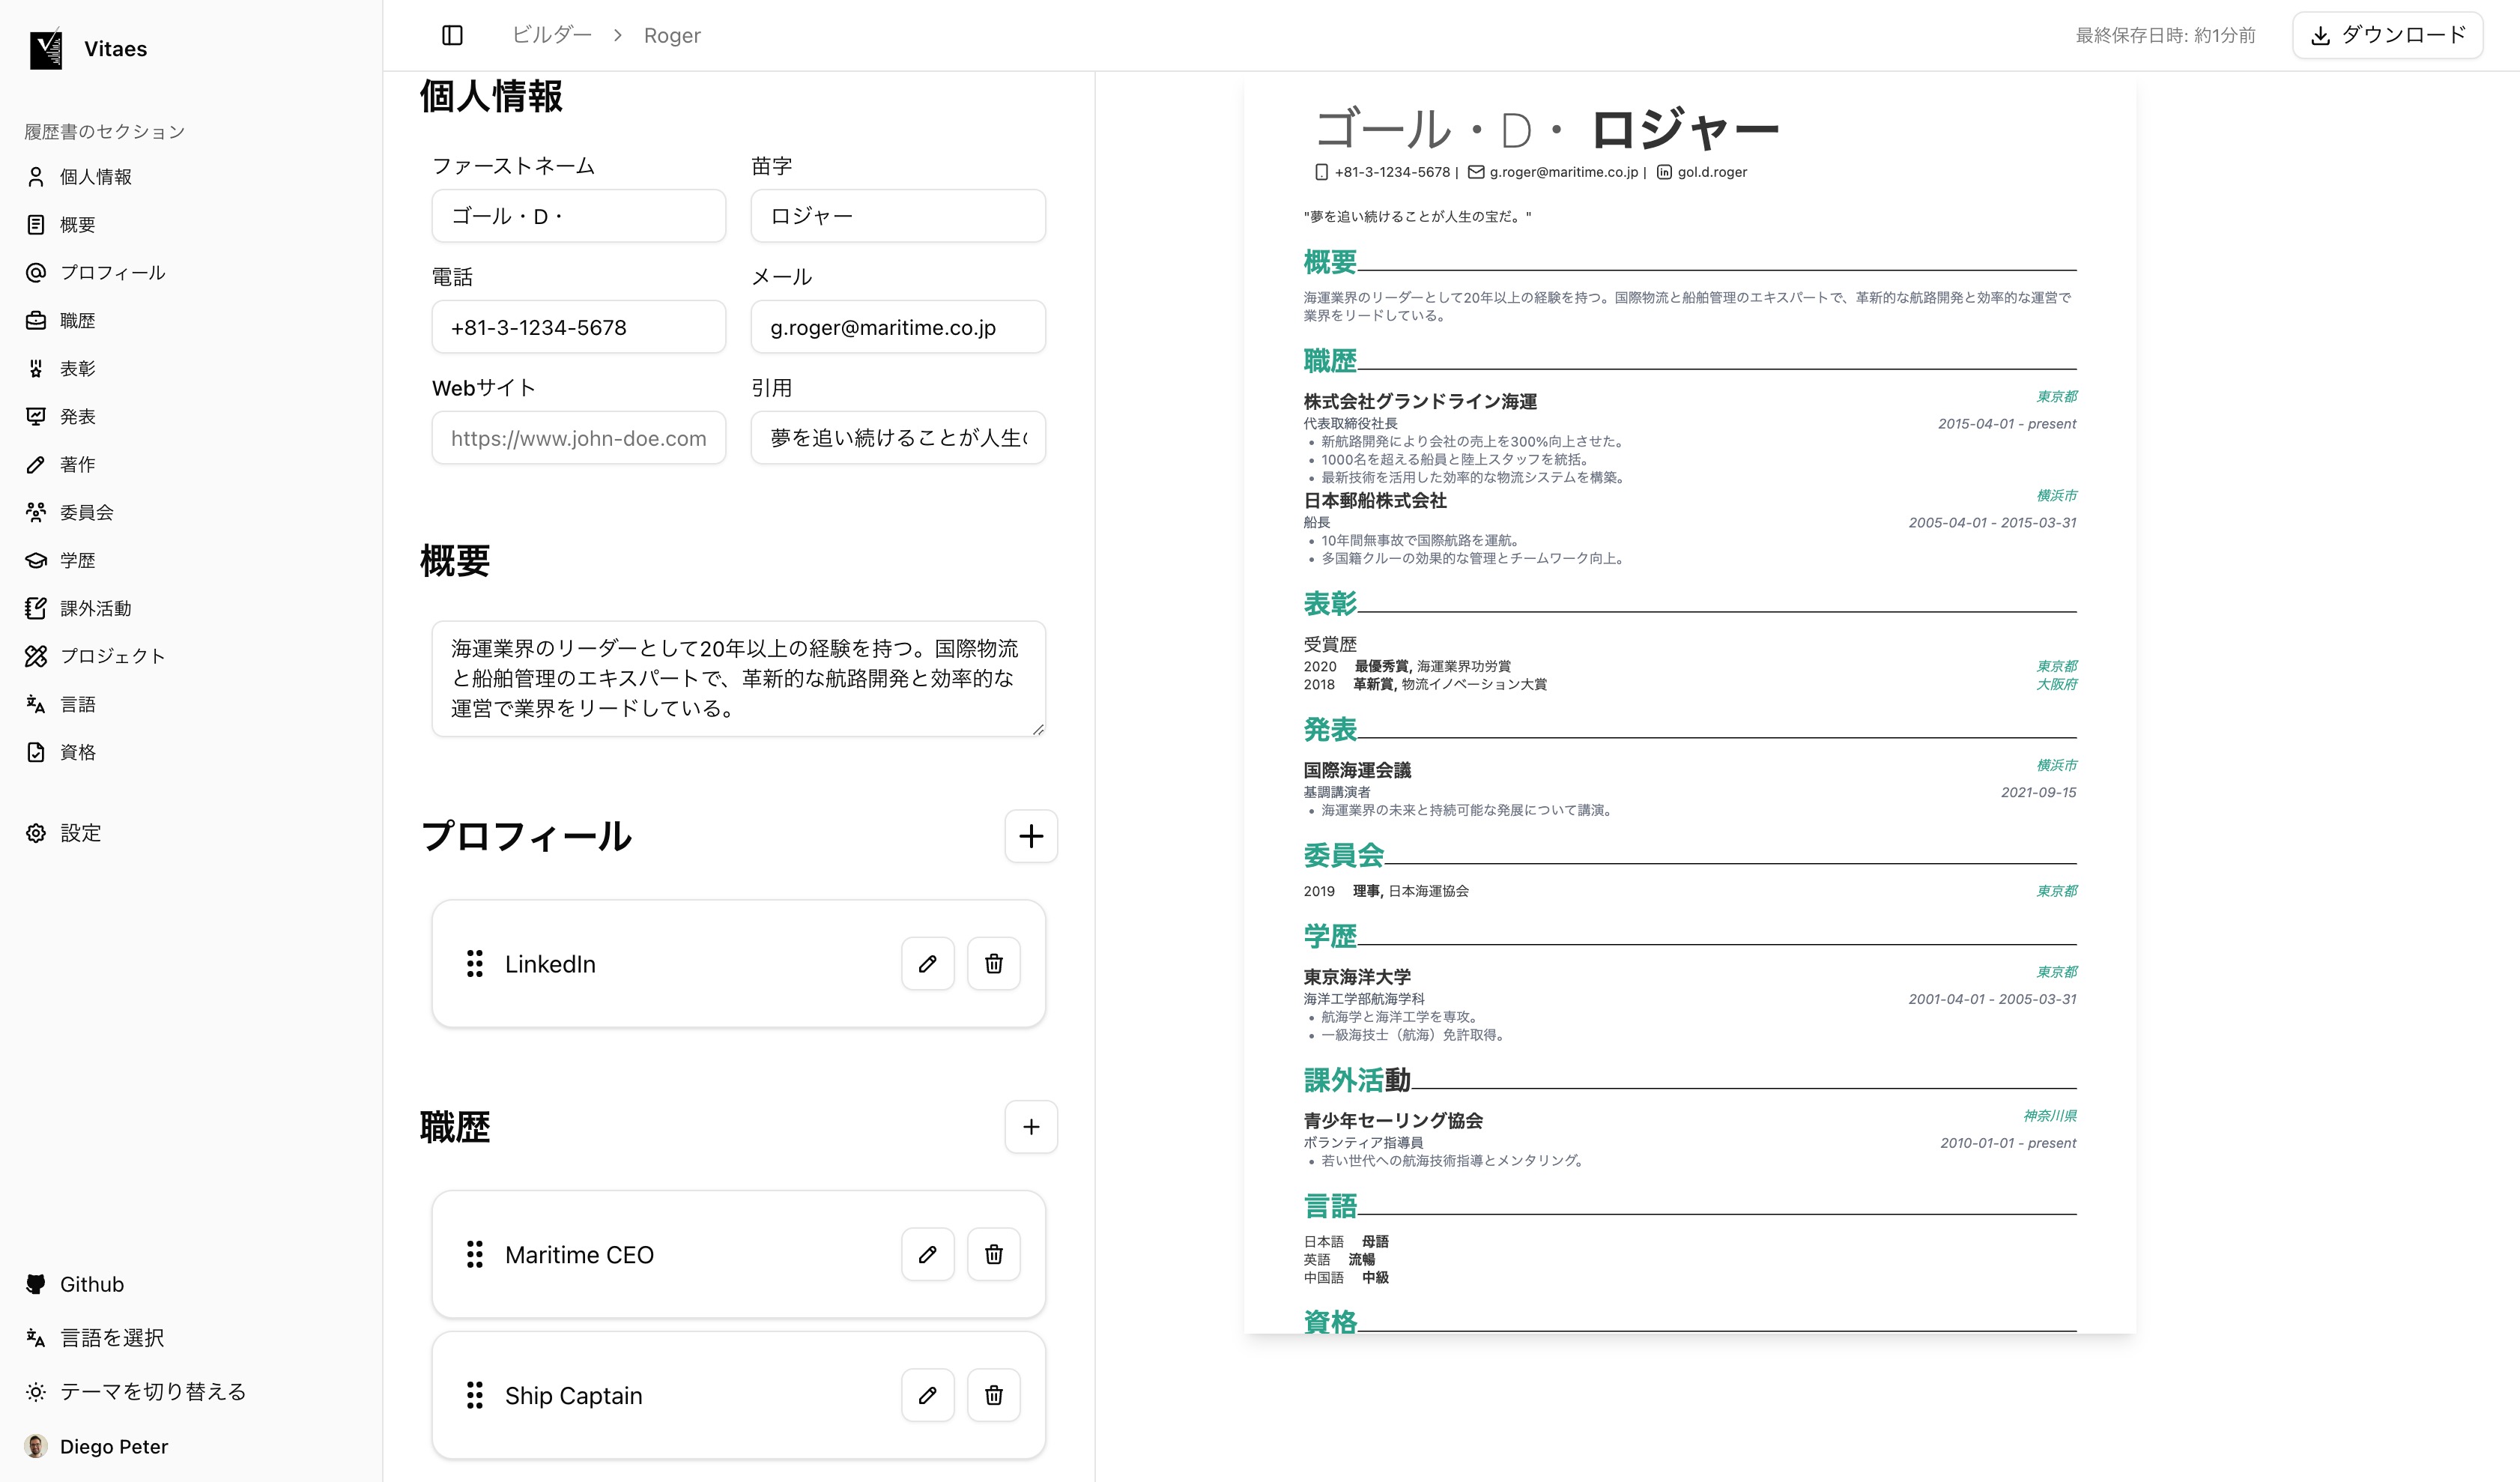 Vitaes
履歴書のセクション
個人情報
概要
プロフィール
職歴
表彰
発表
著作
委員会
学歴
課外活動
プロジェクト
言語
資格
設定
Github
言語を選択
テーマを切り替える
Diego Peter
ビルダー > Roger
最終保存日時: 約1分前
ダウンロード
個人情報
ファーストネーム 苗字
ゴール・D・ ロジャー
電話 メール
+81-3-1234-5678 g.roger@maritime.co.jp
Webサイト 引用
https://www.john-doe.com 夢を追い続けることが人生
概要
海運業界のリーダーとして20年以上の経験を持つ。国際物流
と船舶管理のエキスパートで、革新的な航路開発と効率的な
運営で業界をリードしている。
プロフィール
LinkedIn
職歴
Maritime CEO
Ship Captain
ゴール・D・ ロジャー
+81-3-1234-5678 | g.roger@maritime.co.jp | gol.d.roger
"夢を追い続けることが人生の宝だ。"
概要
海運業界のリーダーとして20年以上の経験を持つ。国際物流と船舶管理のエキスパートで、革新的な航路開発と効率的な運営で
業界をリードしている。
職歴
株式会社グランドライン海運 東京都
代表取締役社長 2015-04-01 - present
• 新航路開発により会社の売上を300%向上させた。
• 1000名を超える船員と陸上スタッフを統括。
• 最新技術を活用した効率的な物流システムを構築。
日本郵船株式会社 横浜市
船長 2005-04-01 - 2015-03-31
• 10年間無事故で国際航路を運航。
• 多国籍クルーの効果的な管理とチームワーク向上。
表彰
受賞歴
2020 最優秀賞, 海運業界功労賞 東京都
2018 革新賞, 物流イノベーション大賞 大阪府
発表
国際海運会議 横浜市
基調講演者 2021-09-15
• 海運業界の未来と持続可能な発展について講演。
委員会
2019 理事, 日本海運協会 東京都
学歴
東京海洋大学 東京都
海洋工学部航海学科 2001-04-01 - 2005-03-31
• 航海学と海洋工学を専攻。
• 一級海技士（航海）免許取得。
課外活動
青少年セーリング協会 神奈川県
ボランティア指導員 2010-01-01 - present
• 若い世代への航海技術指導とメンタリング。
言語
日本語 母語
英語 流暢
中国語 中級
資格